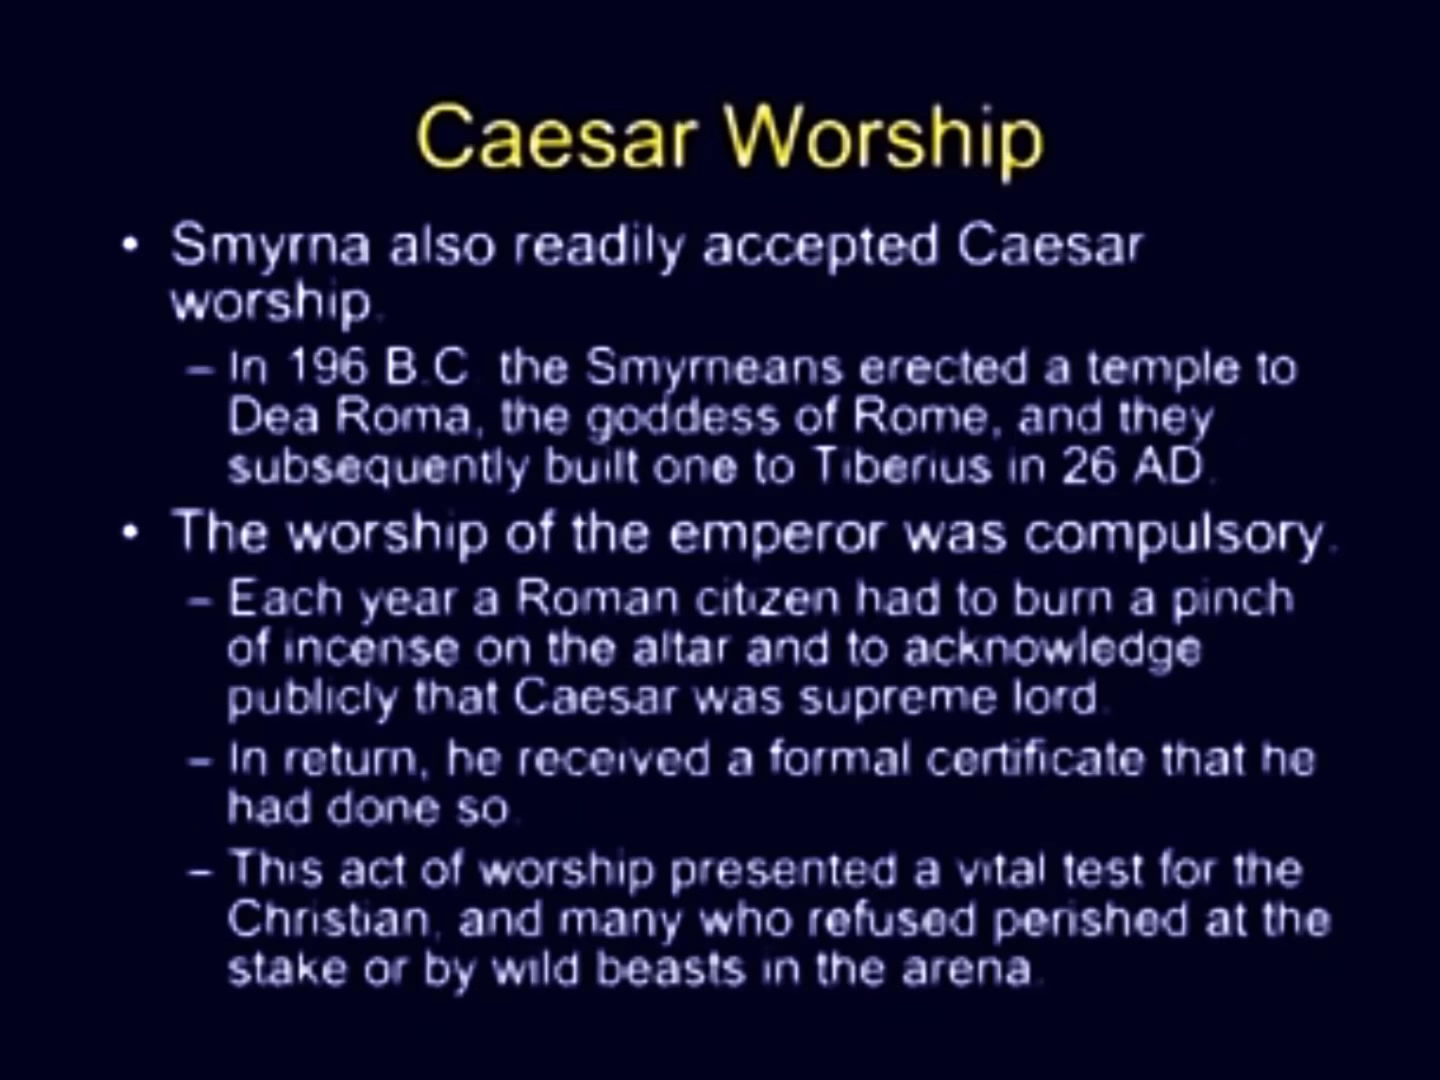 Caesar Worship
• Smyrna also readily accepted Caesar
worship.
– In 196 B.C. the Smyrneans erected a temple to
Dea Roma, the goddess of Rome, and they
subsequently built one to Tiberius in 26 AD.
• The worship of the emperor was compulsory.
– Each year a Roman citizen had to burn a pinch
of incense on the altar and to acknowledge
publicly that Caesar was supreme lord.
– In return, he received a formal certificate that he
had done so.
– This act of worship presented a vital test for the
Christian, and many who refused perished at the
stake or by wild beasts in the arena.